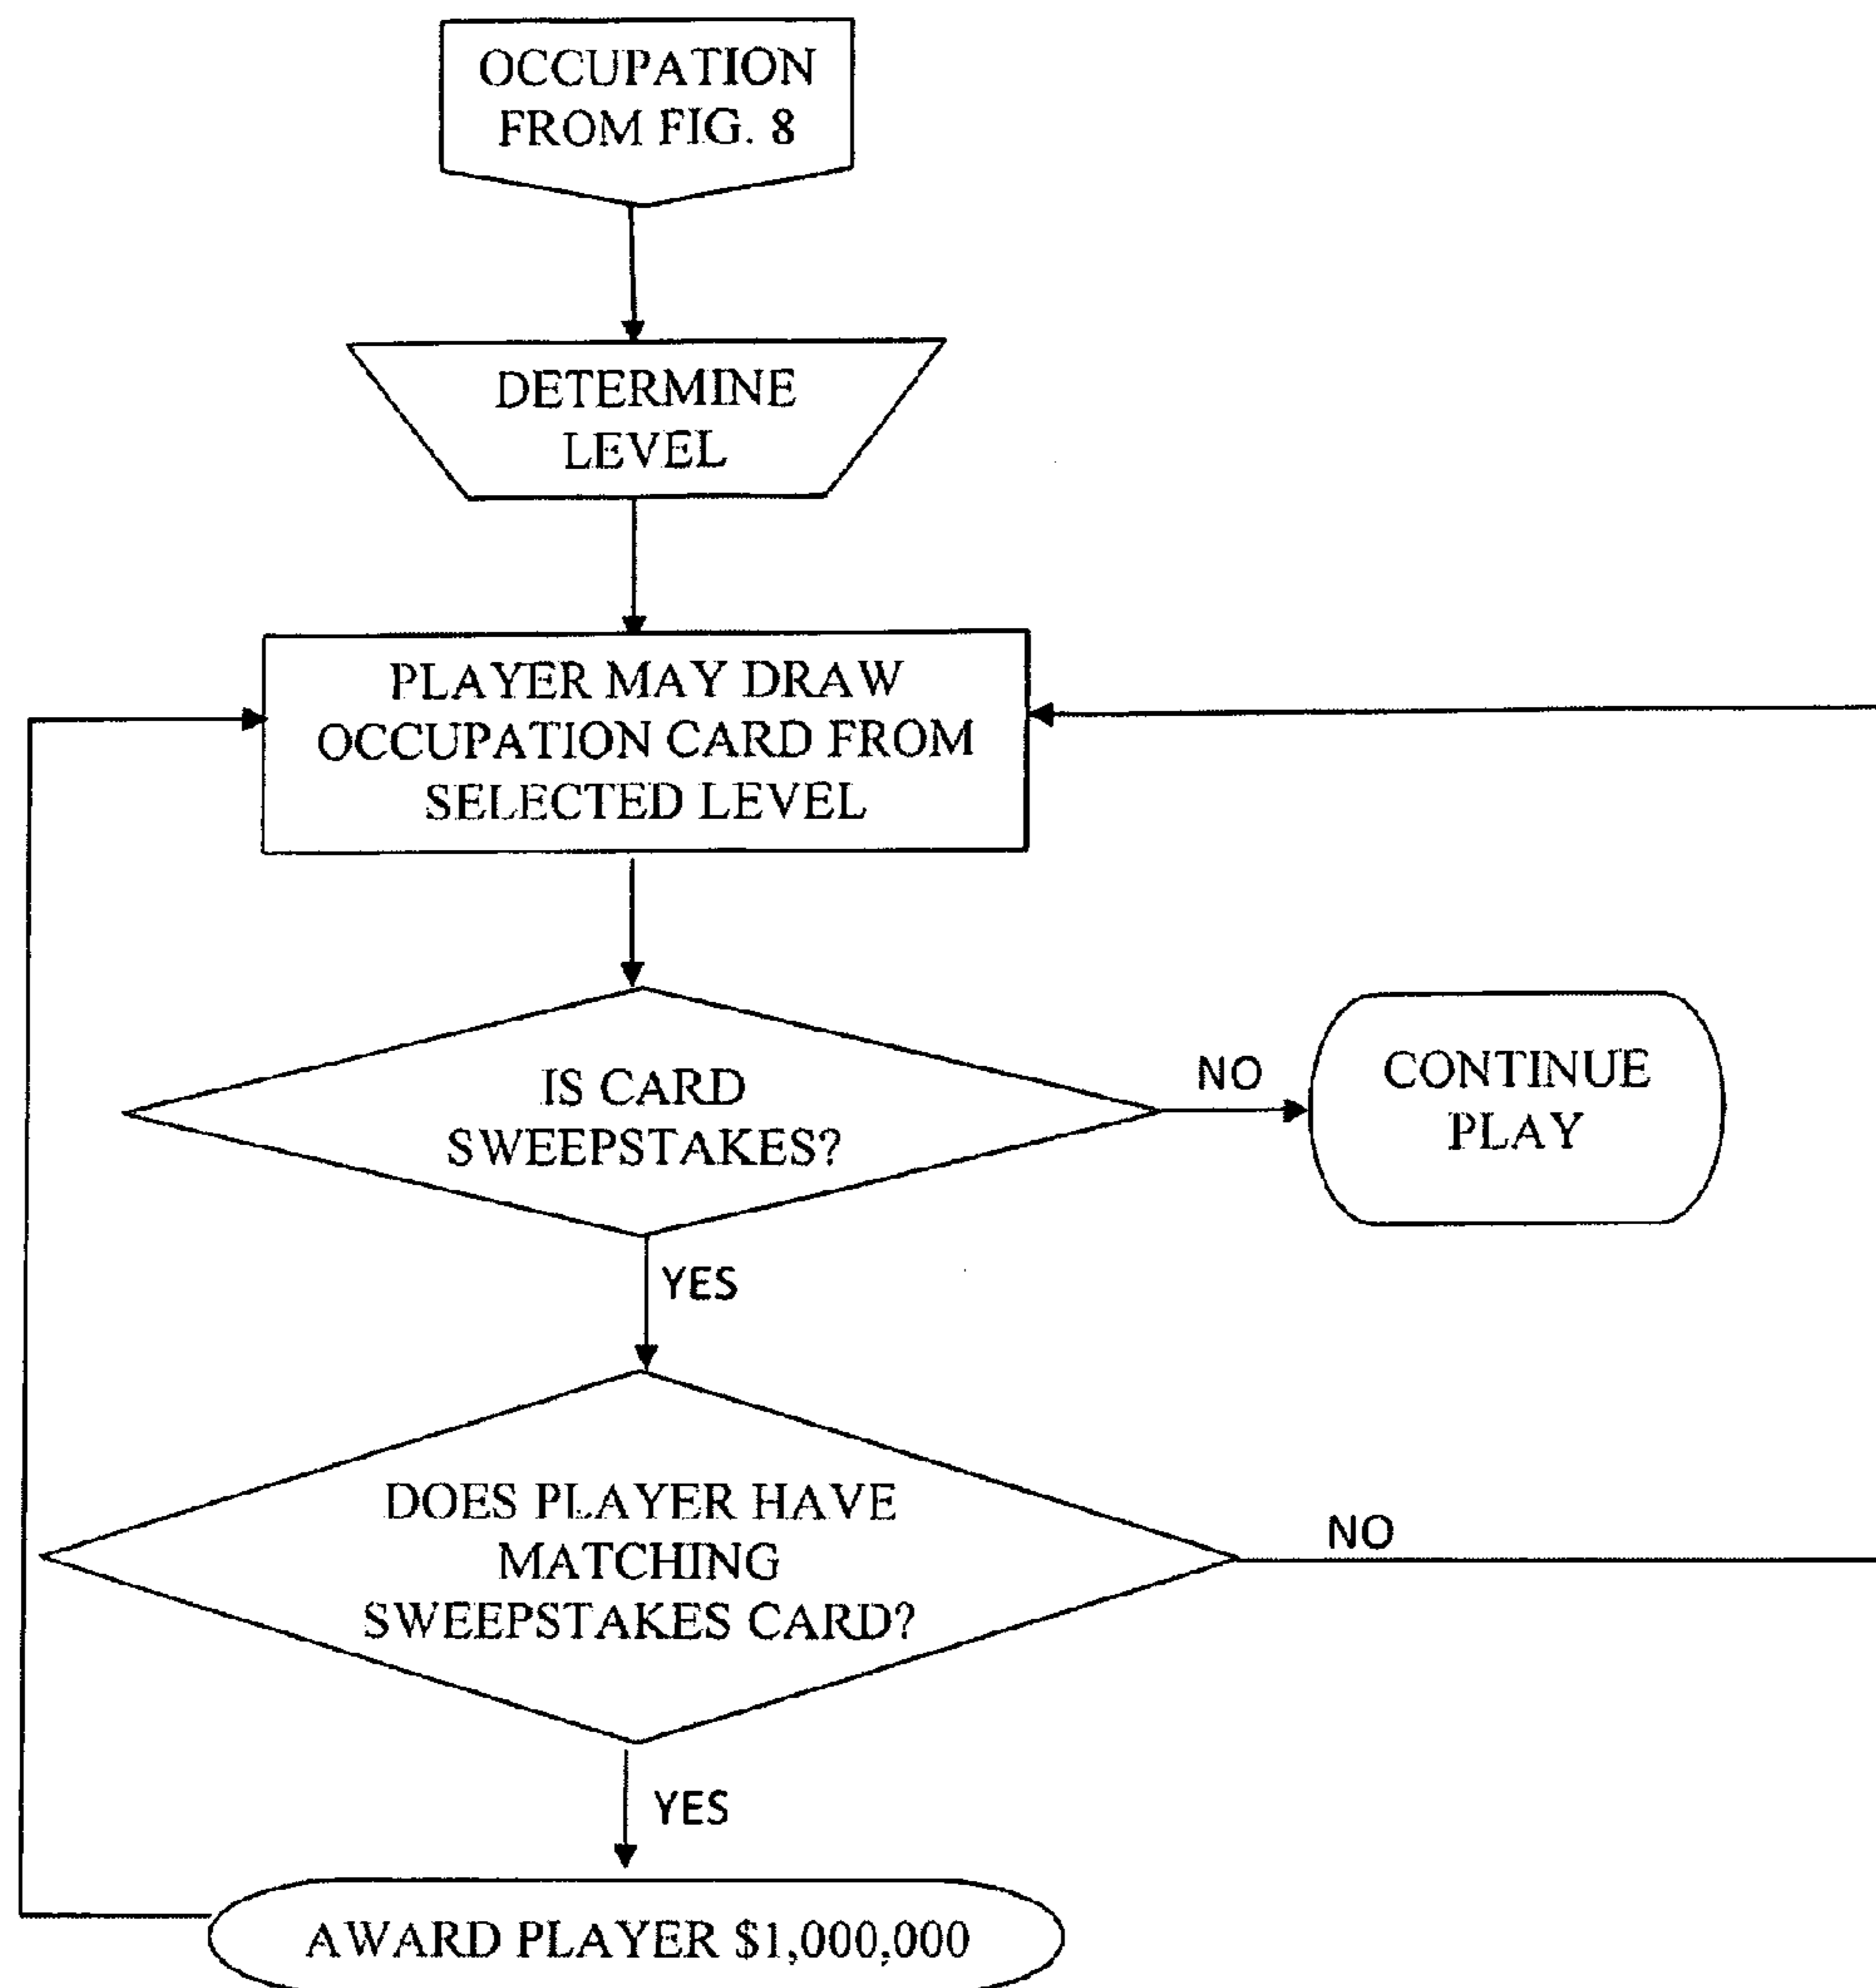 OCCUPATION
FROM FIG. 8
DETERMINE
LEVEL
PLAYER MAY DRAW
OCCUPATION CARD FROM
SELECTED LEVEL
IS CARD
SWEEPSTAKES?
NO
CONTINUE
PLAY
YES
DOES PLAYER HAVE
MATCHING
SWEEPSTAKES CARD?
NO
YES
AWARD PLAYER $1,000,000